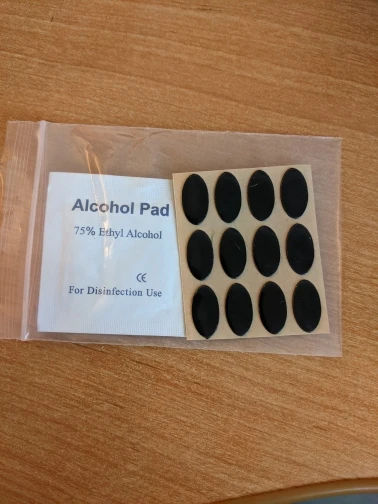 Alcohol Pad
75% Ethyl Alcohol
CE
For Disinfection Use